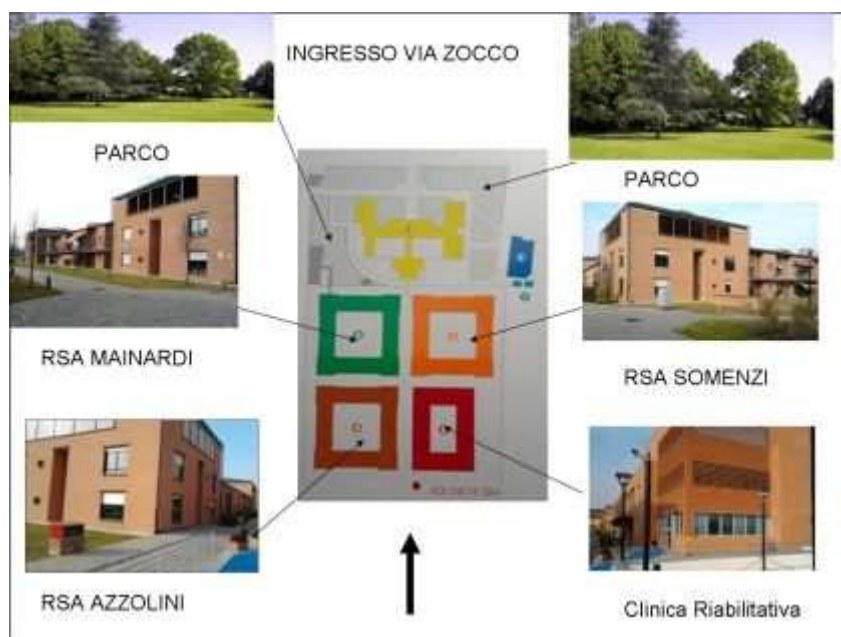 INGRESSO VIA ZOCCO
PARCO
PARCO
RSA MAINARDI
RSA SOMENZI
RSA AZZOLINI
Clinica Riabilitativa